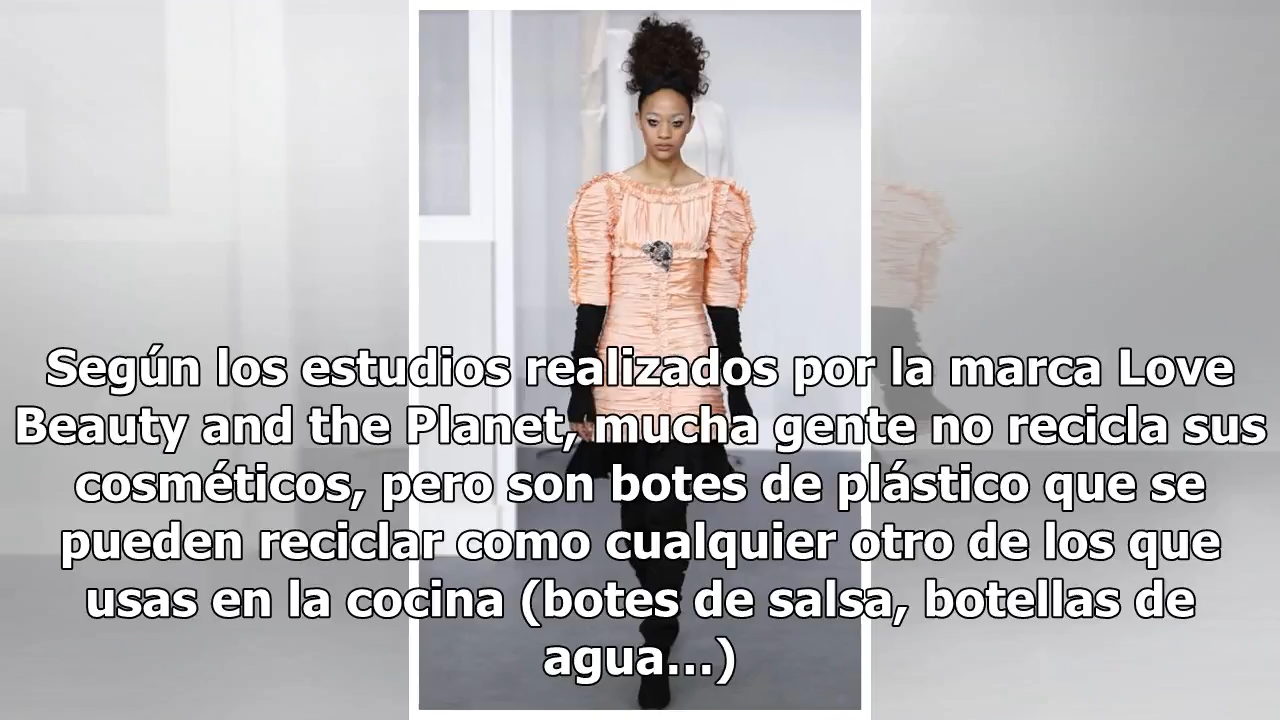 Según los estudios realizados por la marca Love
Beauty and the Planet, mucha gente no recicla sus
cosméticos, pero son botes de plástico que se
pueden reciclar como cualquier otro de los que
usas en la cocina (botes de salsa, botellas de
agua...)